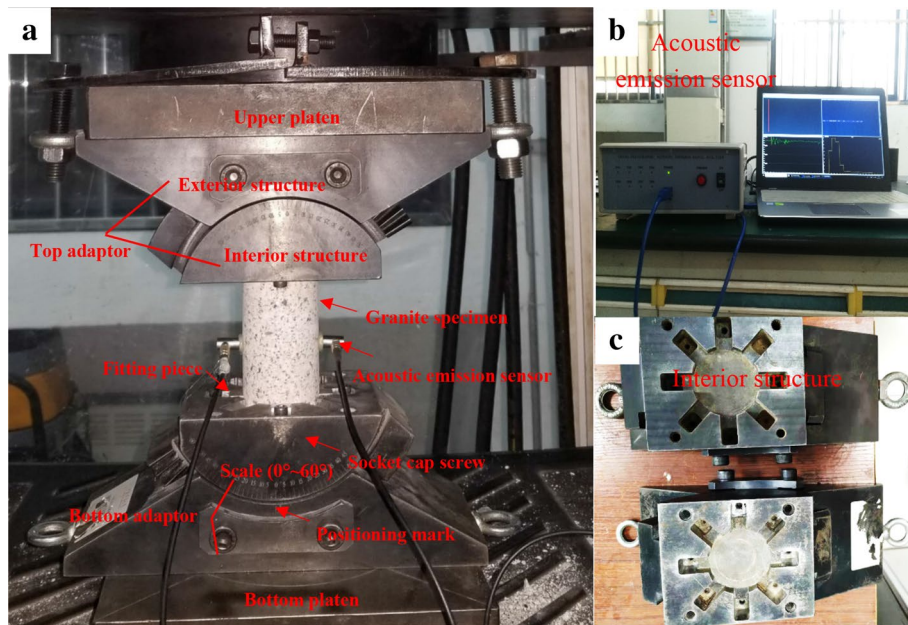 a
Upper platen
Exterior structure
Top adaptor
Interior structure
Granite specimen
Fitting piece
Acoustic emission sensor
Socket cap screw
Scale (0°~60°)
Bottom adaptor
Positioning mark
Bottom platen
b
Acoustic
emission sensor
c
Interior structure